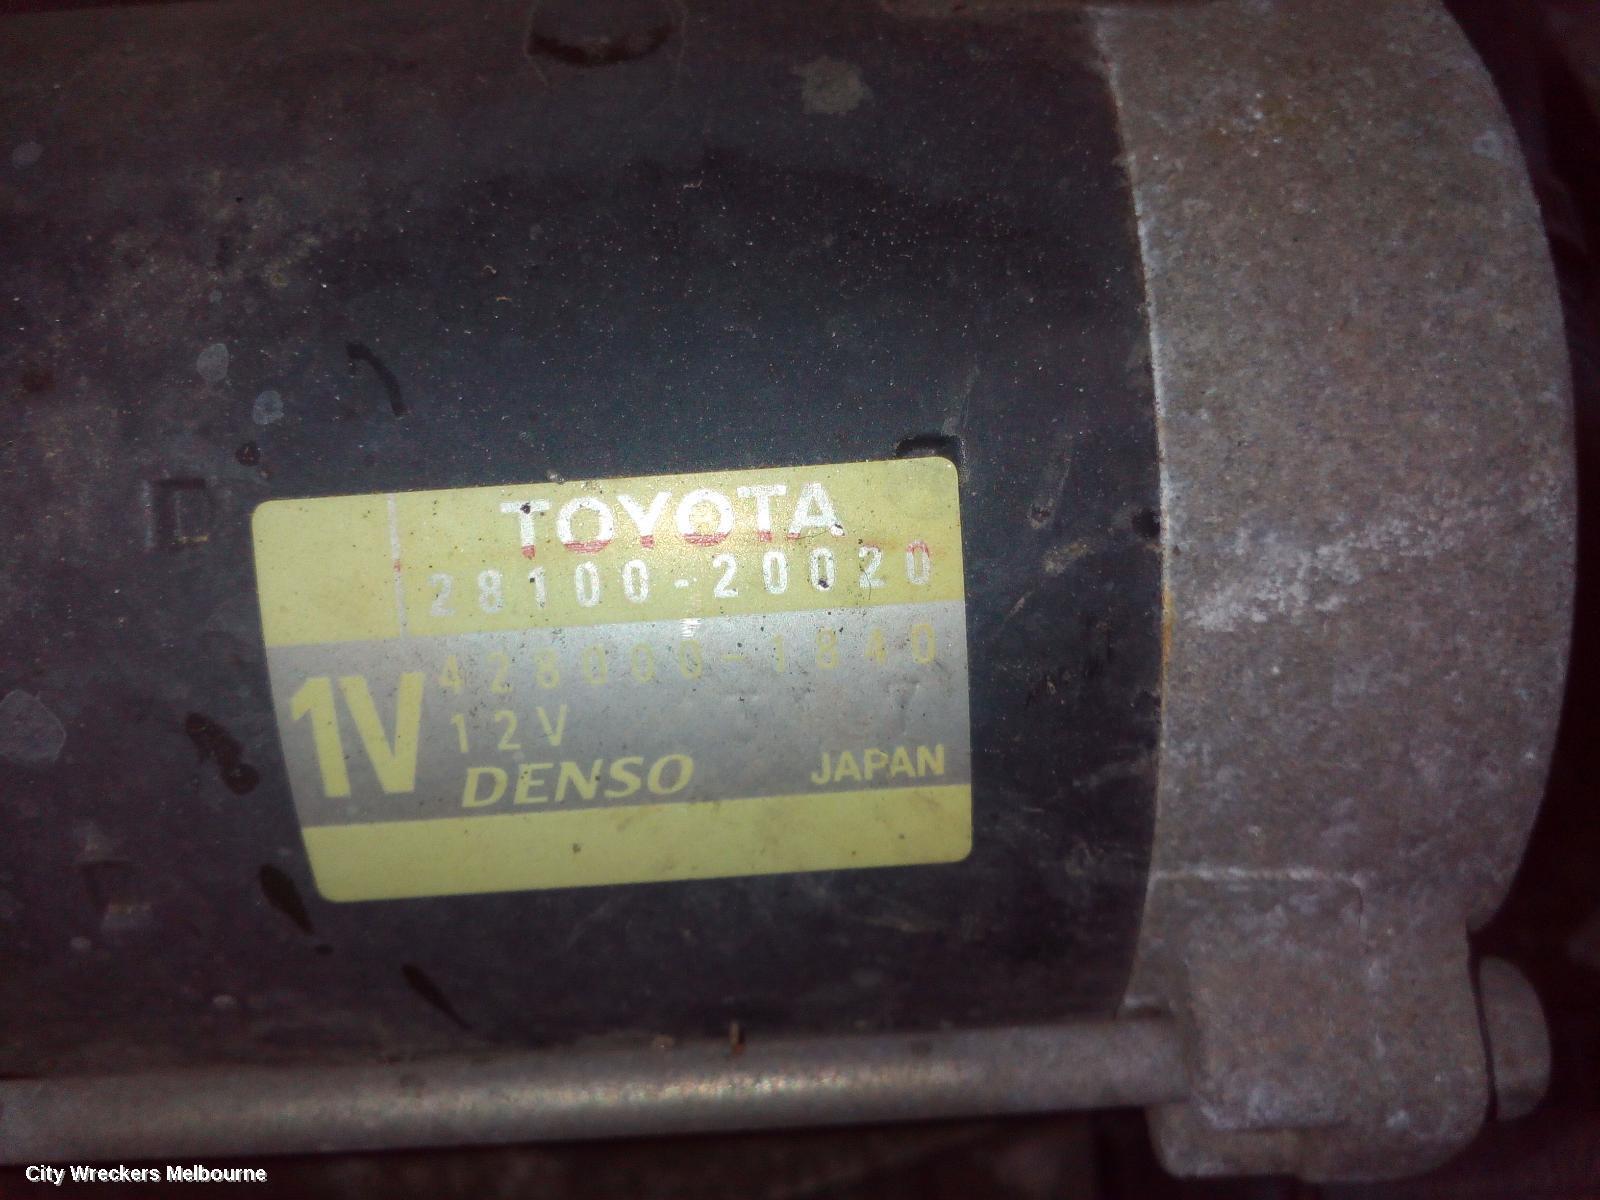 TOYOTA
28100-20020
428000-1840
1V
12V
DENSO JAPAN
D
City Wreckers Melbourne